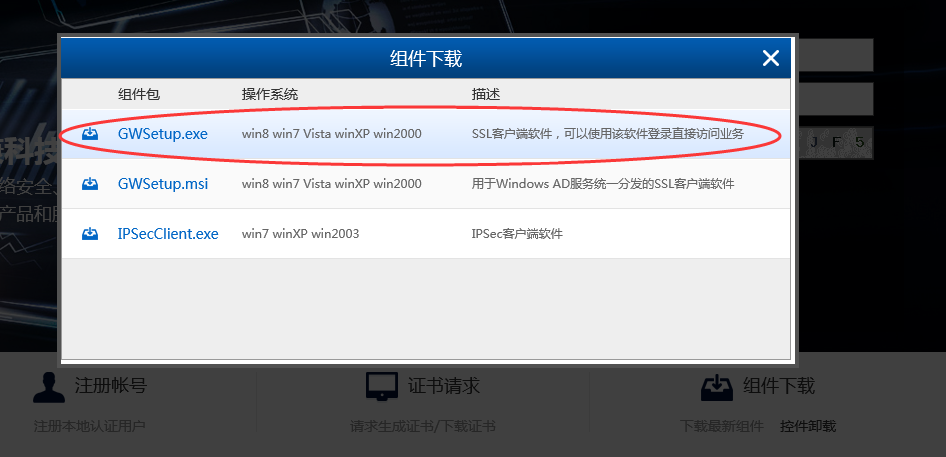 组件下载
组件包 操作系统 描述
GWSetup.exe win8 win7 Vista winXP win2000 SSL客户端软件，可以使用该软件登录直接访问业务
GWSetup.msi win8 win7 Vista winXP win2000 用于Windows AD服务统一分发的SSL客户端软件
IPSecClient.exe win7 winXP win2003 IPSec客户端软件
J F 5
络安全、
产品和
注册帐号 证书请求 组件下载
注册本地认证用户 请求生成证书/下载证书 下载最新组件 控件卸载